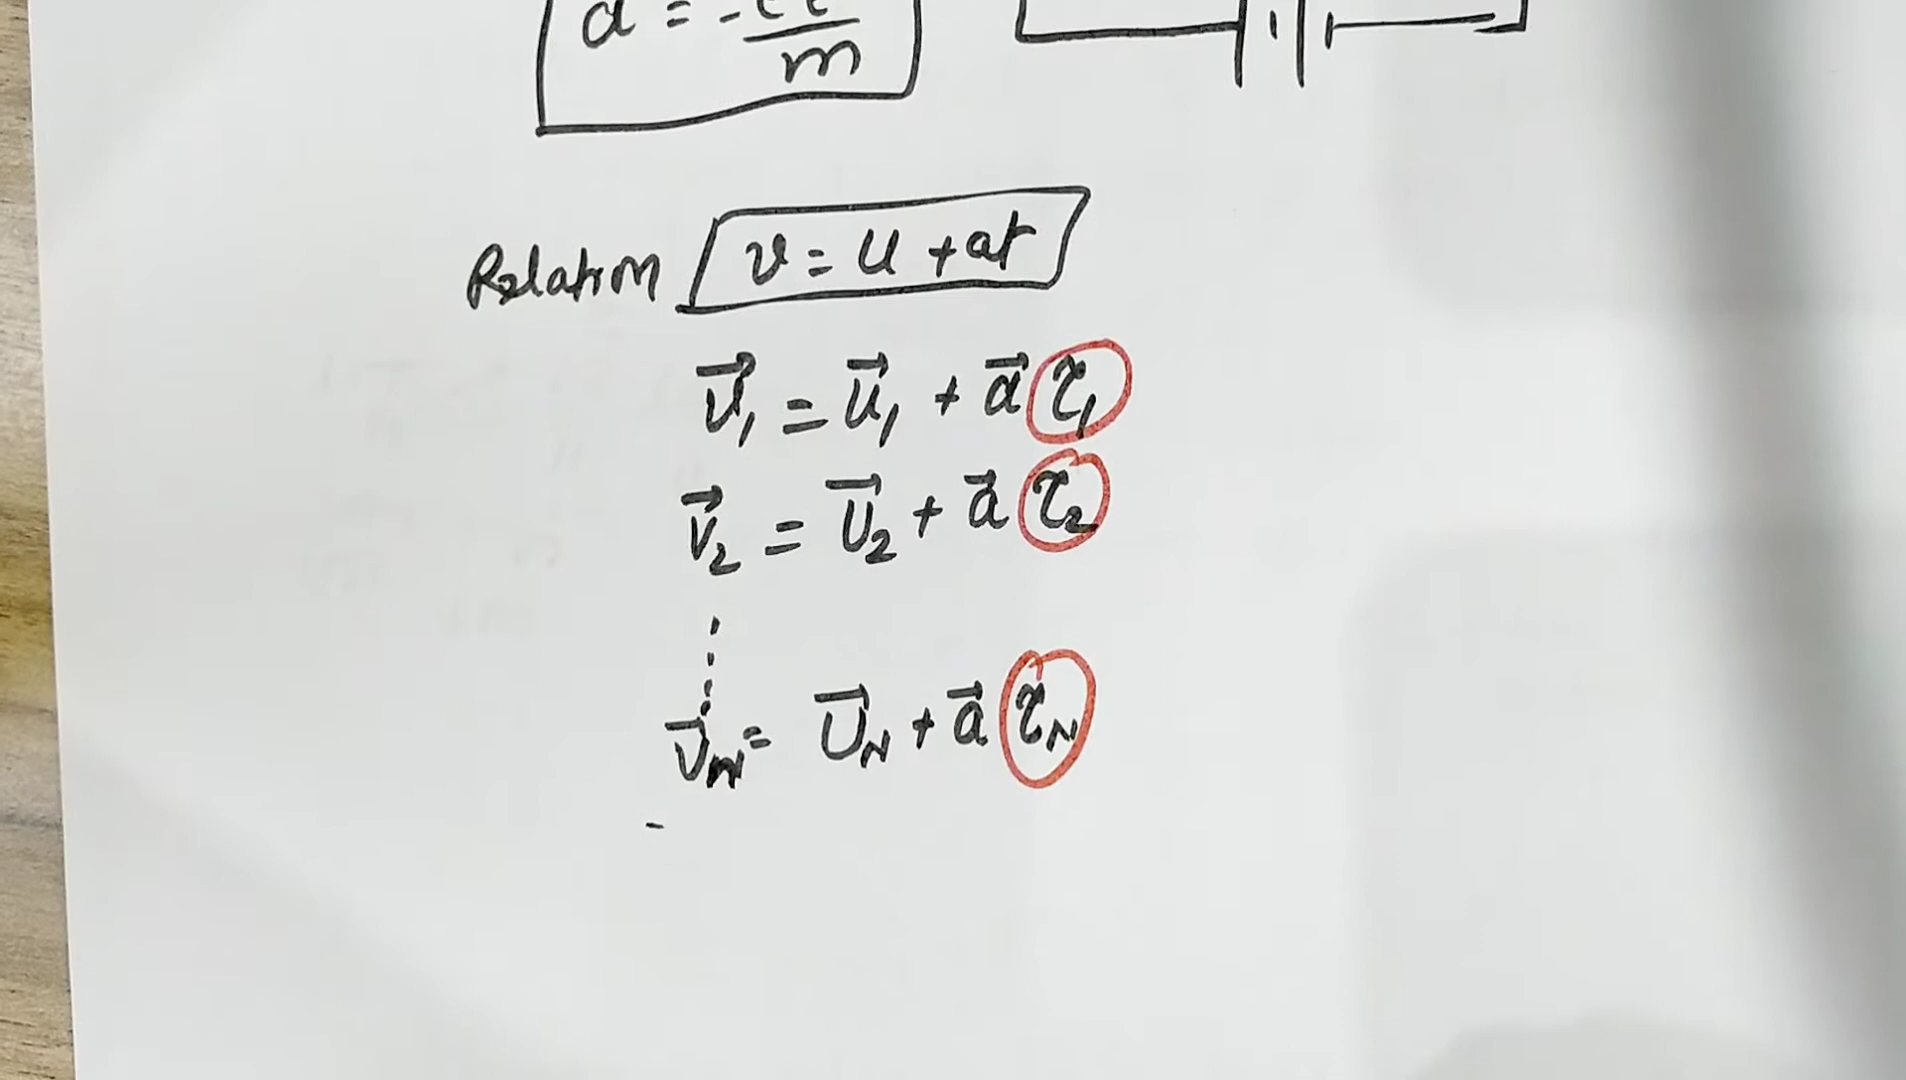 a = -eE/m
Relation v = u + at
v⃗₁ = u⃗₁ + a⃗ τ₁
v⃗₂ = u⃗₂ + a⃗ τ₂
⋮
v⃗ₙ = u⃗ₙ + a⃗ τₙ